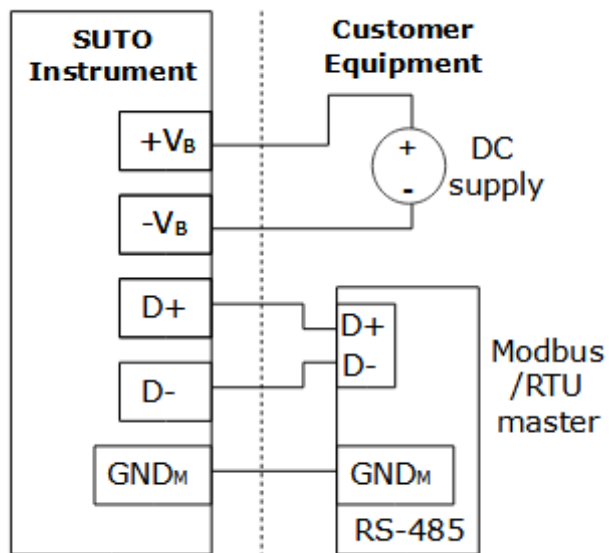 SUTO
Instrument
Customer
Equipment
+VB
-VB
+
-
DC
supply
D+
D-
GNDM
D+
D-
GNDM
RS-485
Modbus
/RTU
master